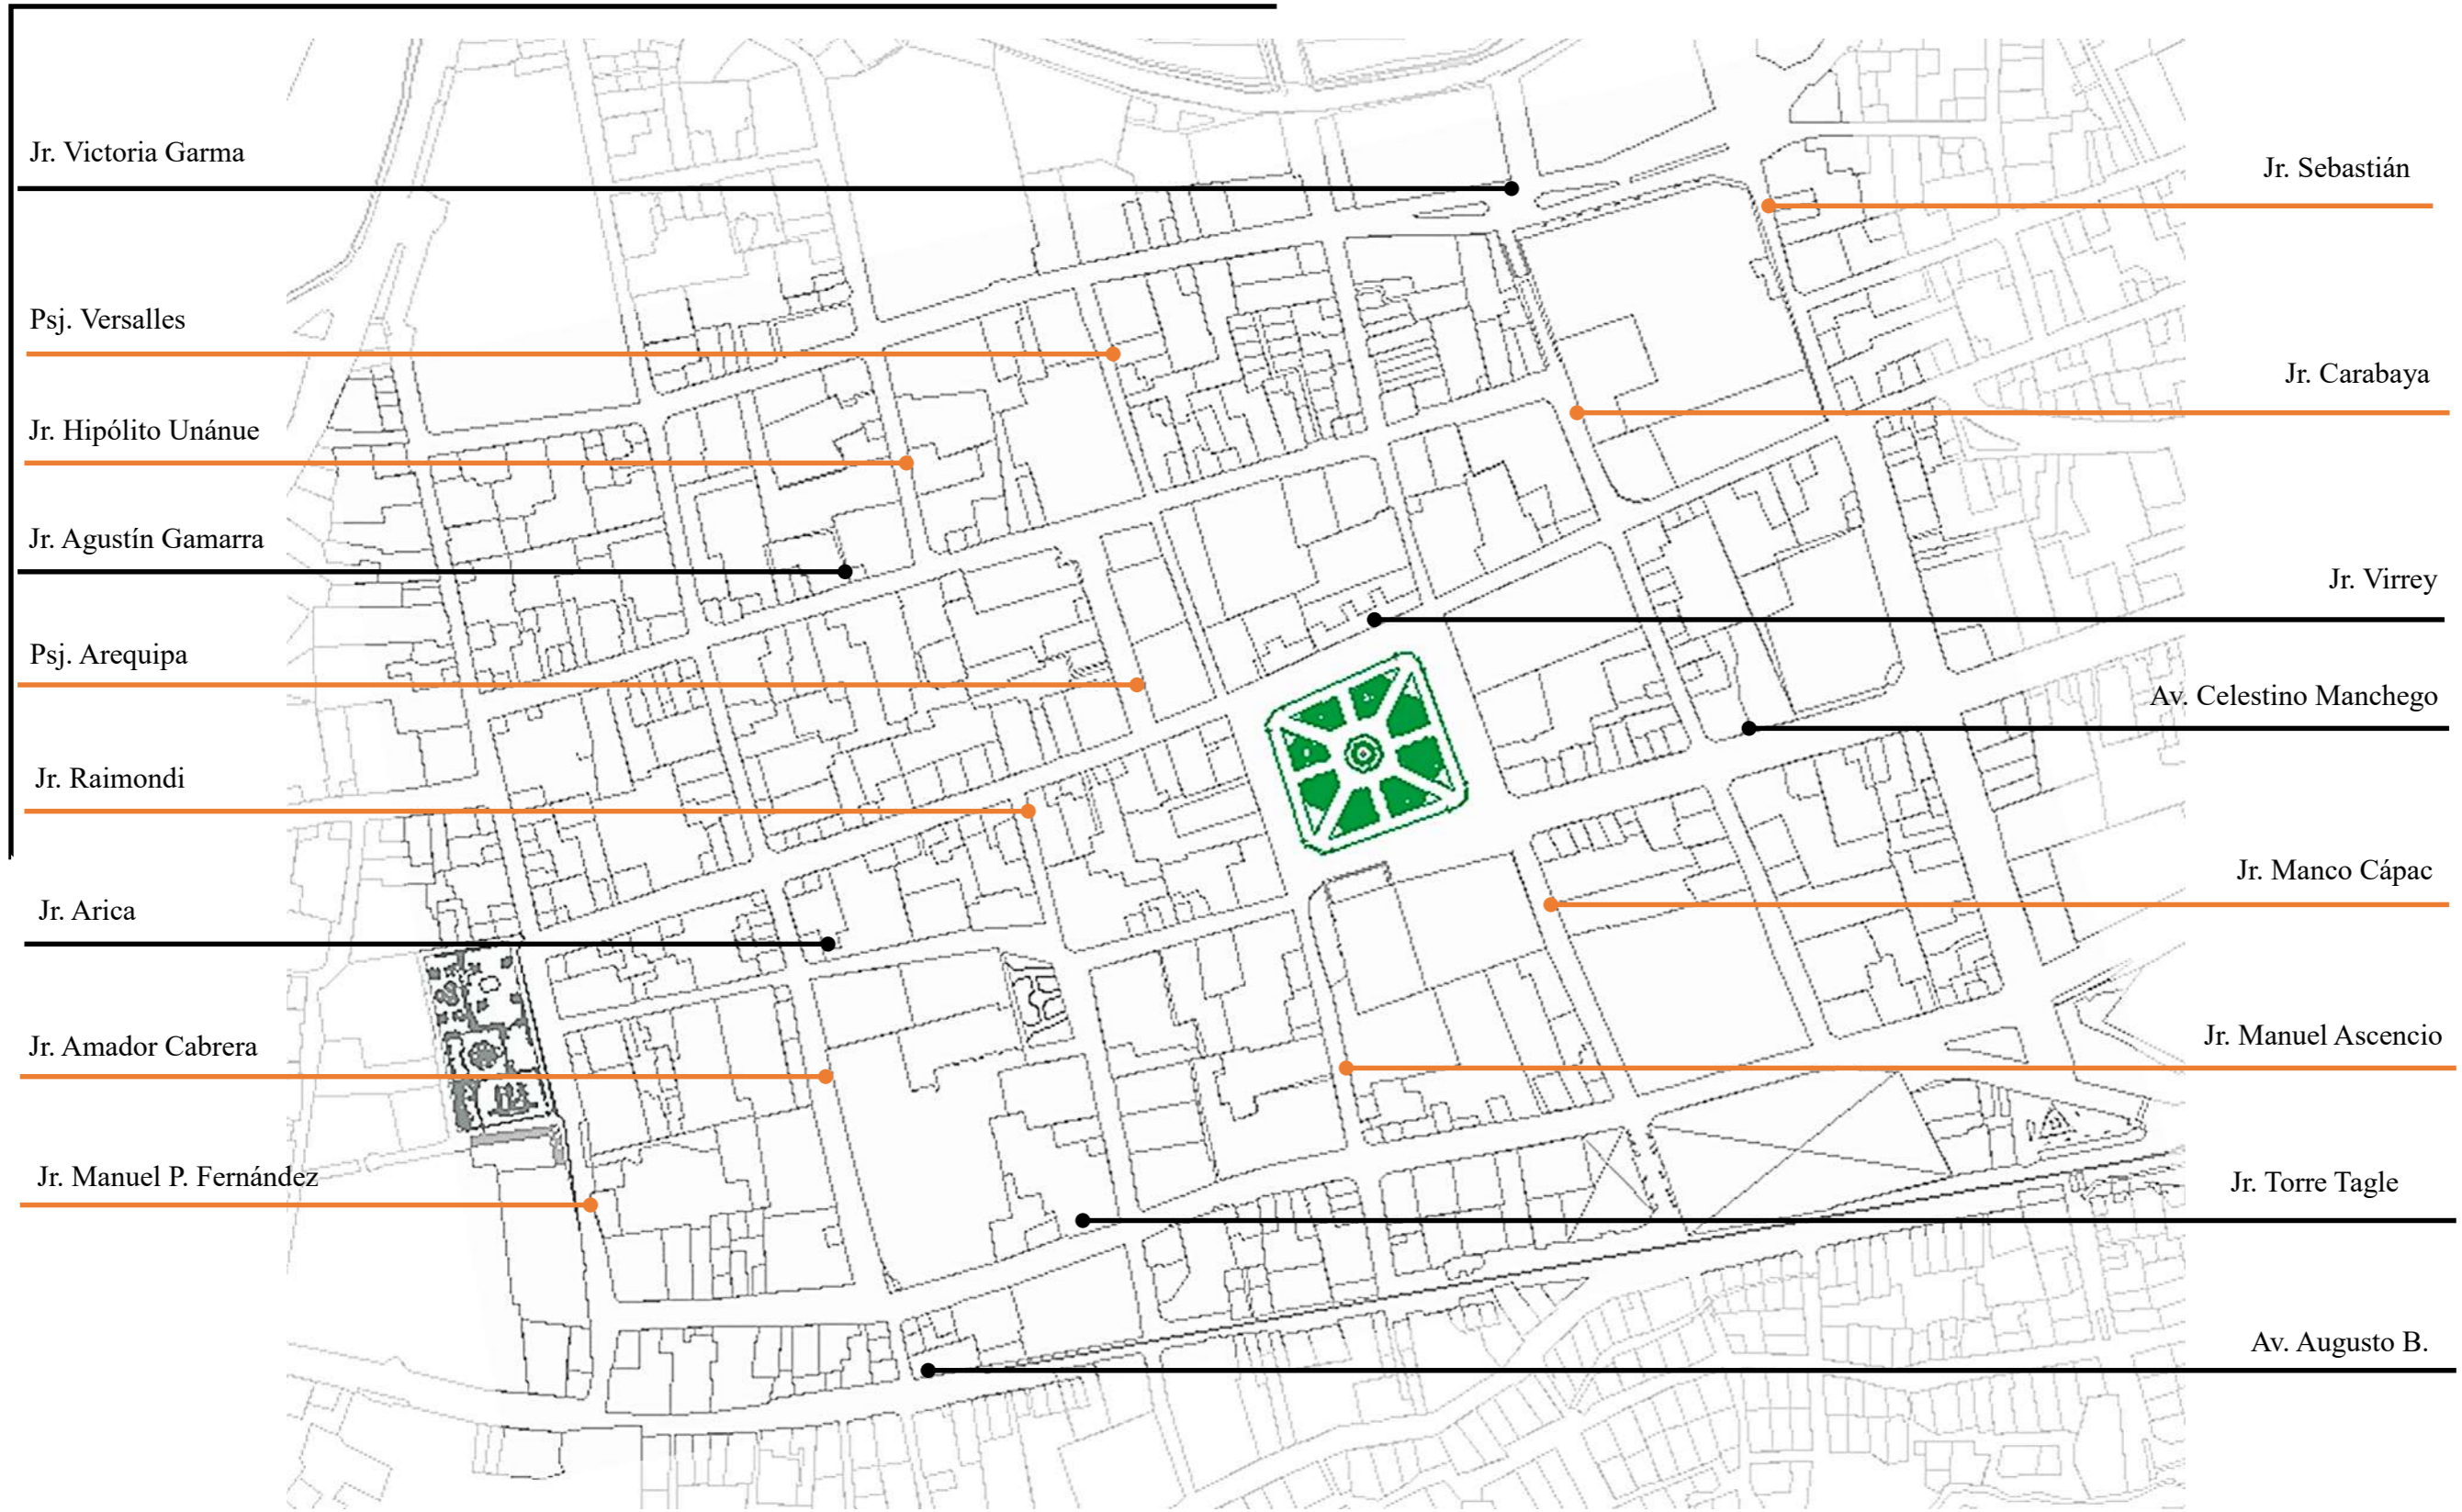 Jr. Victoria Garma
Psj. Versalles
Jr. Hipólito Unánue
Jr. Agustín Gamarra
Psj. Arequipa
Jr. Raimondi
Jr. Arica
Jr. Amador Cabrera
Jr. Manuel P. Fernández
Jr. Sebastián
Jr. Carabaya
Jr. Virrey
Av. Celestino Manchego
Jr. Manco Cápac
Jr. Manuel Ascencio
Jr. Torre Tagle
Av. Augusto B.